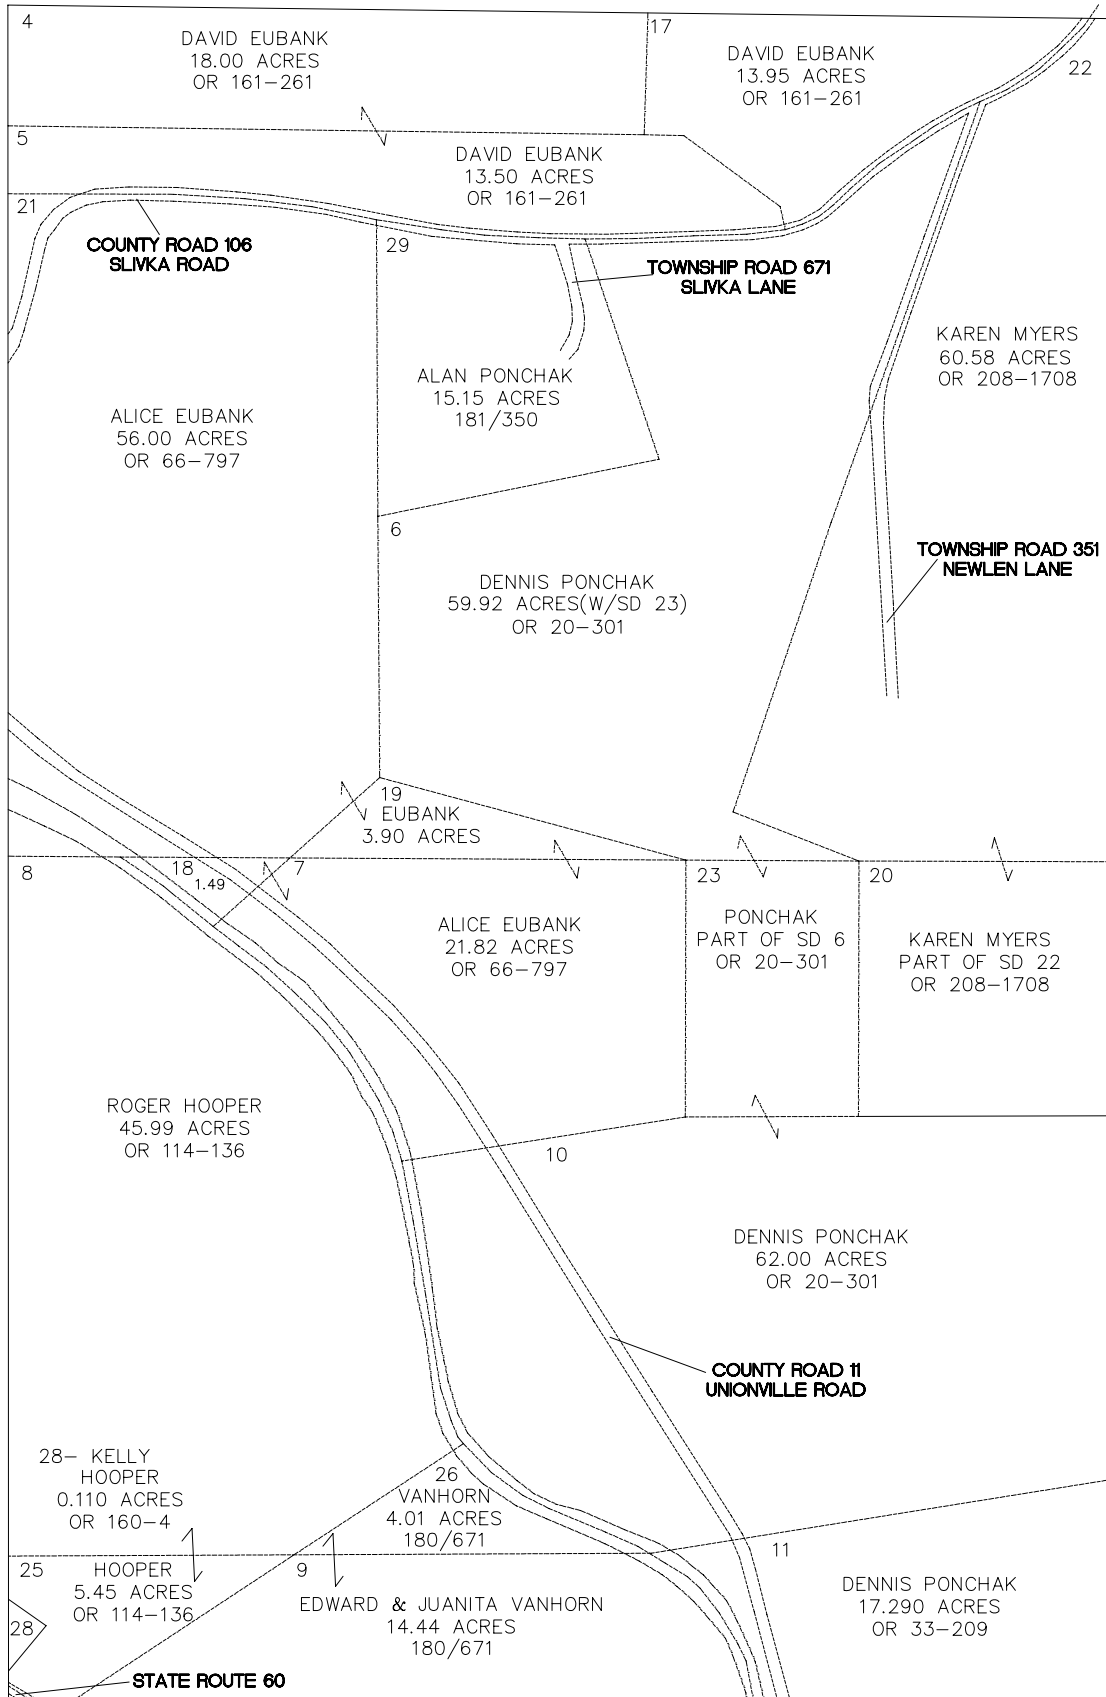 4
DAVID EUBANK
18.00 ACRES
OR 161-261
17
DAVID EUBANK
13.95 ACRES
OR 161-261
22
5
DAVID EUBANK
13.50 ACRES
OR 161-261
21
COUNTY ROAD 106
SLIVKA ROAD
29
TOWNSHIP ROAD 671
SLIVKA LANE
KAREN MYERS
60.58 ACRES
OR 208-1708
ALAN PONCHAK
15.15 ACRES
181/350
ALICE EUBANK
56.00 ACRES
OR 66-797
6
TOWNSHIP ROAD 351
NEWLEN LANE
DENNIS PONCHAK
59.92 ACRES(W/SD 23)
OR 20-301
19
EUBANK
3.90 ACRES
8
18
1.49
7
23
20
ALICE EUBANK
21.82 ACRES
OR 66-797
PONCHAK
PART OF SD 6
OR 20-301
KAREN MYERS
PART OF SD 22
OR 208-1708
ROGER HOOPER
45.99 ACRES
OR 114-136
10
DENNIS PONCHAK
62.00 ACRES
OR 20-301
COUNTY ROAD 11
UNIONVILLE ROAD
28- KELLY
HOOPER
0.110 ACRES
OR 160-4
26
VANHORN
4.01 ACRES
180/671
25
HOOPER
5.45 ACRES
OR 114-136
9
EDWARD & JUANITA VANHORN
14.44 ACRES
180/671
11
DENNIS PONCHAK
17.290 ACRES
OR 33-209
28
STATE ROUTE 60